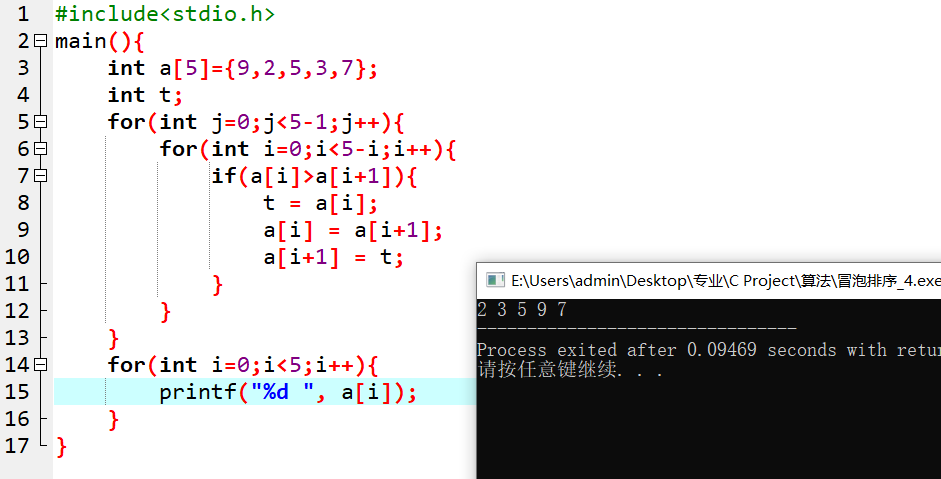 1 #include<stdio.h>
2 main(){
3 int a[5]={9,2,5,3,7};
4 int t;
5 for(int j=0;j<5-1;j++){
6 for(int i=0;i<5-i;i++){
7 if(a[i]>a[i+1]){
8 t = a[i];
9 a[i] = a[i+1];
10 a[i+1] = t;
11 }
12 }
13 }
14 for(int i=0;i<5;i++){
15 printf("%d ", a[i]);
16 }
17 }
E:\Users\admin\Desktop\专业\C Project\算法\冒泡排序_4.exe
2 3 5 9 7
--------------------------------
Process exited after 0.09469 seconds with retur
请按任意键继续. . .